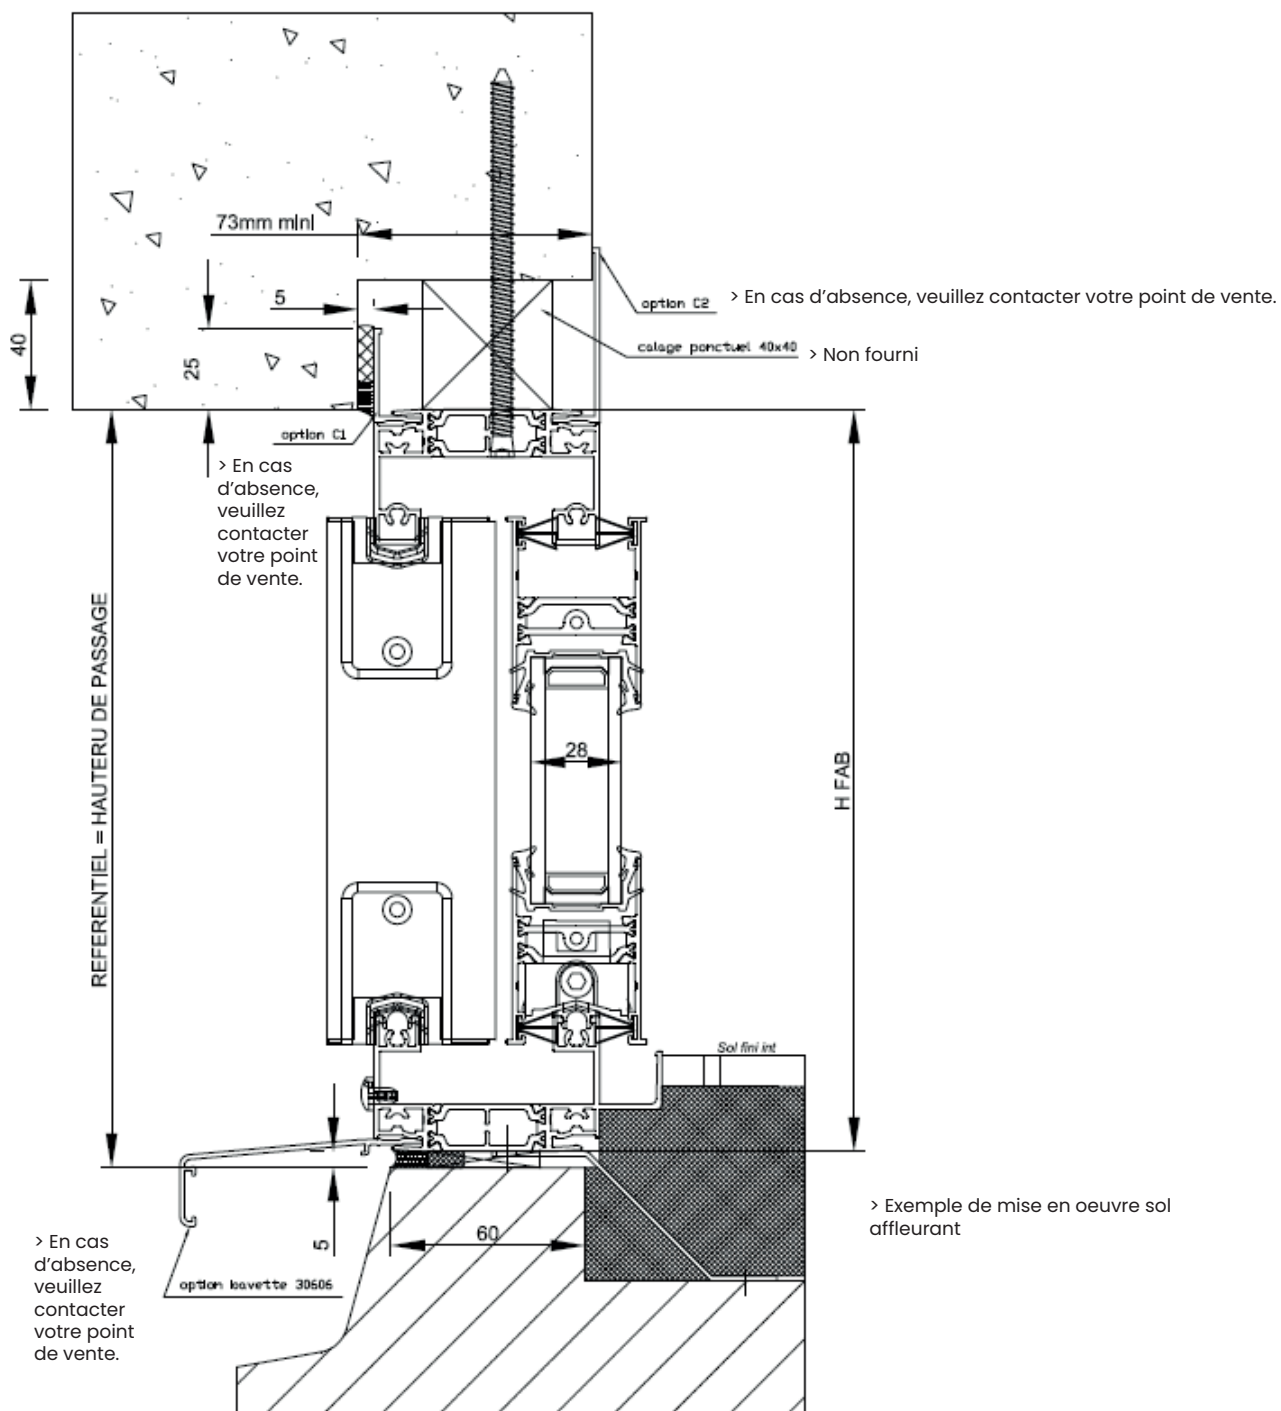 73mm mini
5
option C2
> En cas d'absence, veuillez contacter votre point de vente.
40
25
calage ponctuel 40x40
> Non fourni
option C1
> En cas
d'absence,
veuillez
contacter
votre point
de vente.
REFERENTIEL = HAUTERU DE PASSAGE
28
H FAB
Sol fini int
5
60
> Exemple de mise en oeuvre sol
affleurant
> En cas
d'absence,
veuillez
contacter
votre point
de vente.
option bavette 30606